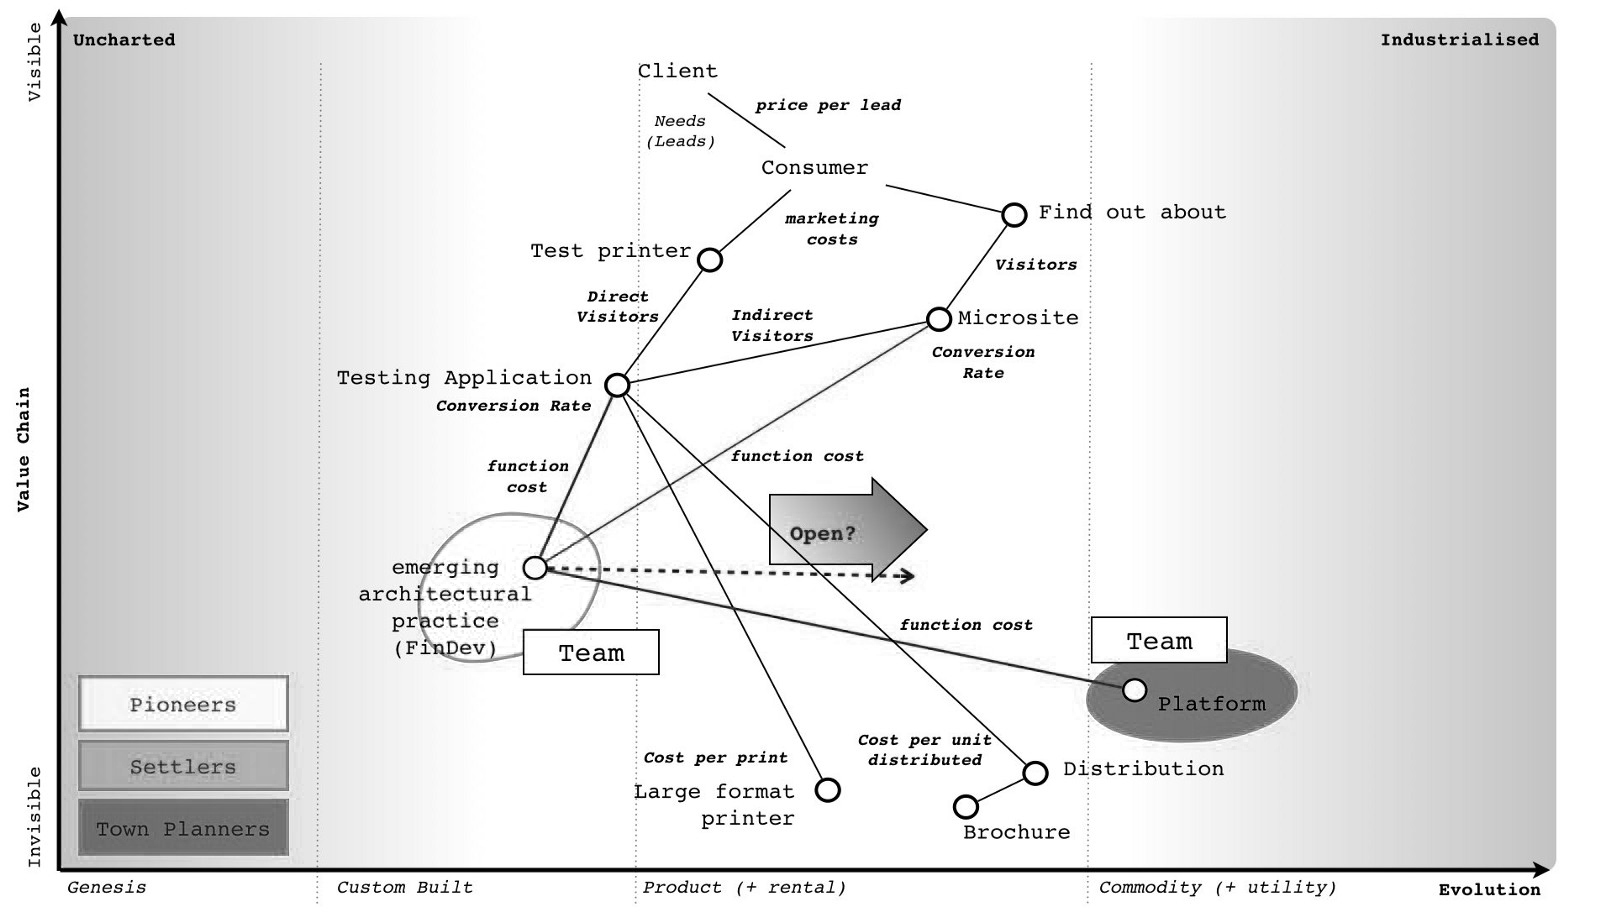 Visible
Uncharted
Industrialised
Client
price per lead
Needs
(Leads)
Consumer
marketing
costs
Find out about
Test printer
Visitors
Direct
Visitors
Indirect
Visitors
Microsite
Conversion
Rate
Testing Application
Conversion Rate
Value Chain
function
cost
function cost
Open?
emerging
architectural
practice
(FinDev)
Team
function cost
Team
Platform
Pioneers
Settlers
Town Planners
Cost per print
Large format
printer
Cost per unit
distributed
Distribution
Brochure
Invisible
Genesis
Custom Built
Product (+ rental)
Commodity (+ utility)
Evolution